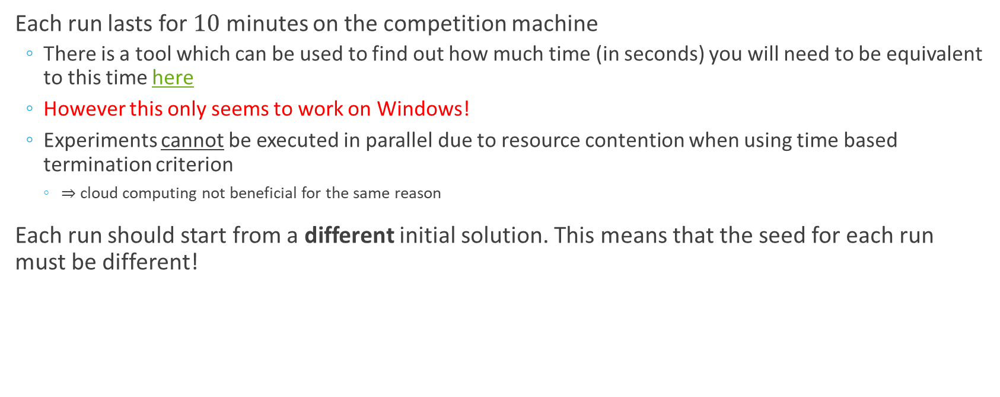 Each run lasts for 10 minutes on the competition machine
◦ There is a tool which can be used to find out how much time (in seconds) you will need to be equivalent
to this time here
◦ However this only seems to work on Windows!
◦ Experiments cannot be executed in parallel due to resource contention when using time based
termination criterion
◦ ⇒ cloud computing not beneficial for the same reason
Each run should start from a different initial solution. This means that the seed for each run
must be different!